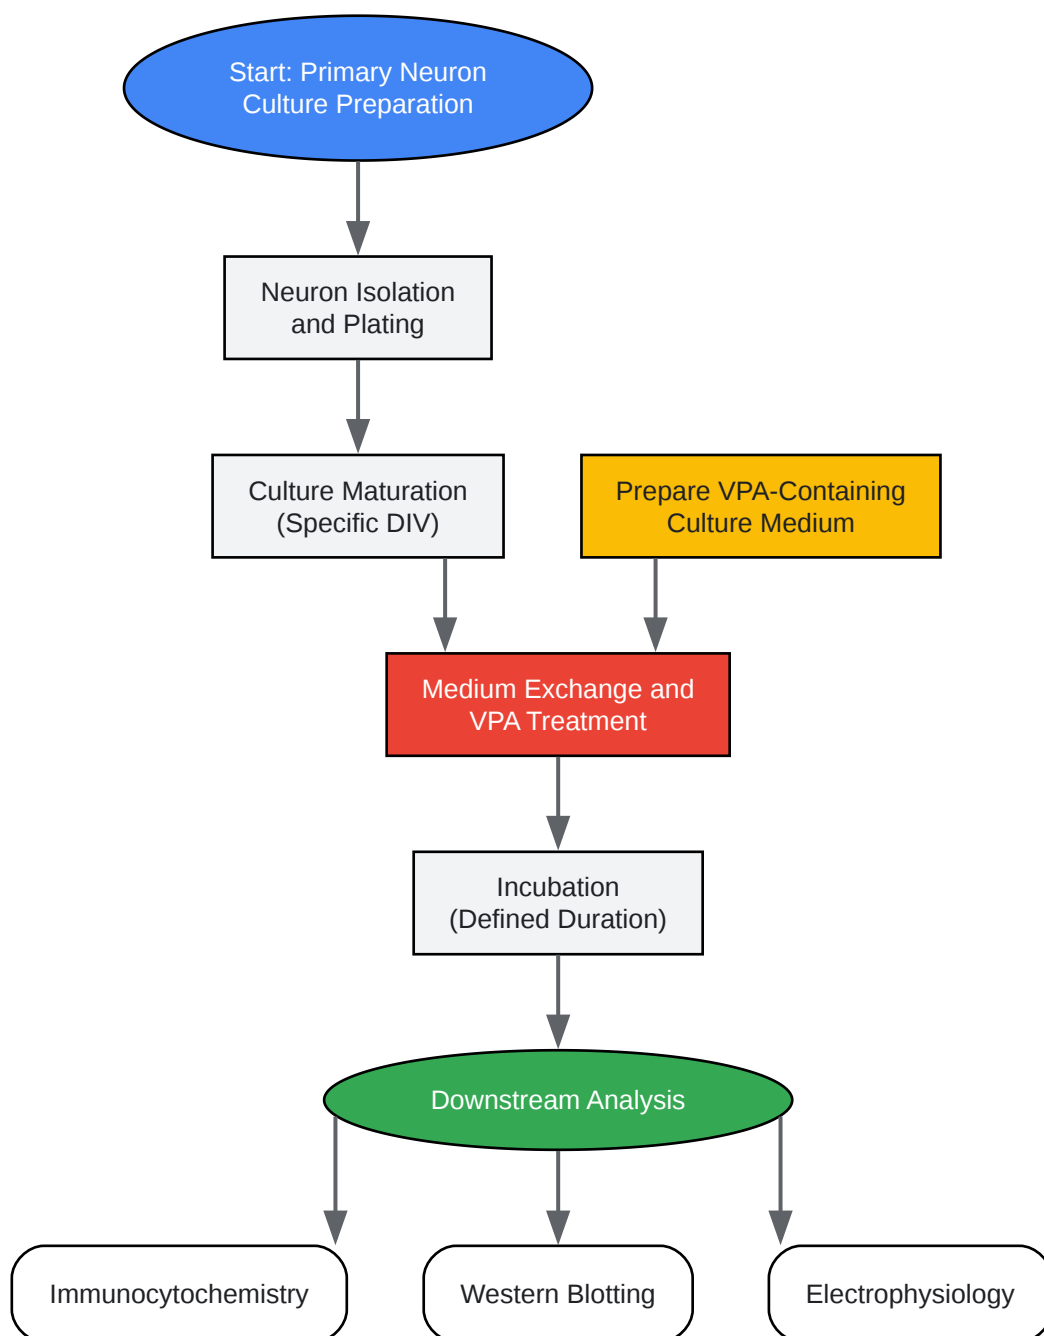 Start: Primary Neuron
Culture Preparation
Neuron Isolation
and Plating
Culture Maturation
(Specific DIV)
Prepare VPA-Containing
Culture Medium
Medium Exchange and
VPA Treatment
Incubation
(Defined Duration)
Downstream Analysis
Immunocytochemistry
Western Blotting
Electrophysiology